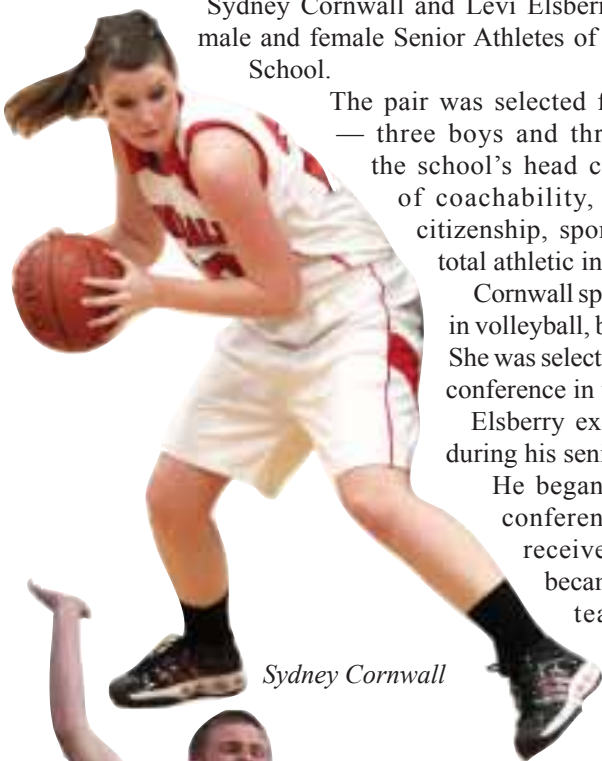 Sydney Cornwall and Levi Elsberr
male and female Senior Athletes of
School.
The pair was selected f
— three boys and thr
the school's head c
of coachability,
citizenship, spor
total athletic in
Cornwall sp
in volleyball, b
She was select
conference in
Elsberry ex
during his seni
He began
conferen
receive
becar
tea
Sydney Cornwall